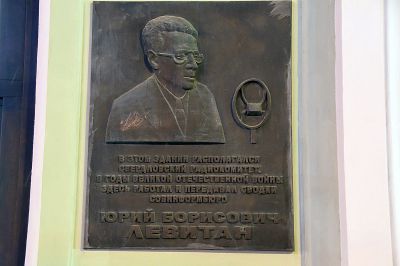 В ЭТОМ ЗДАНИИ РАСПОЛАГАЛСЯ
СВЕРДЛОВСКИЙ РАДИОКОМИТЕТ.
В ГОДЫ ВЕЛИКОЙ ОТЕЧЕСТВЕННОЙ ВОЙНЫ
ЗДЕСЬ РАБОТАЛ И ПЕРЕДАВАЛ СВОДКИ
СОВИНФОРМБЮРО
ЮРИЙ БОРИСОВИЧ
ЛЕВИТАН